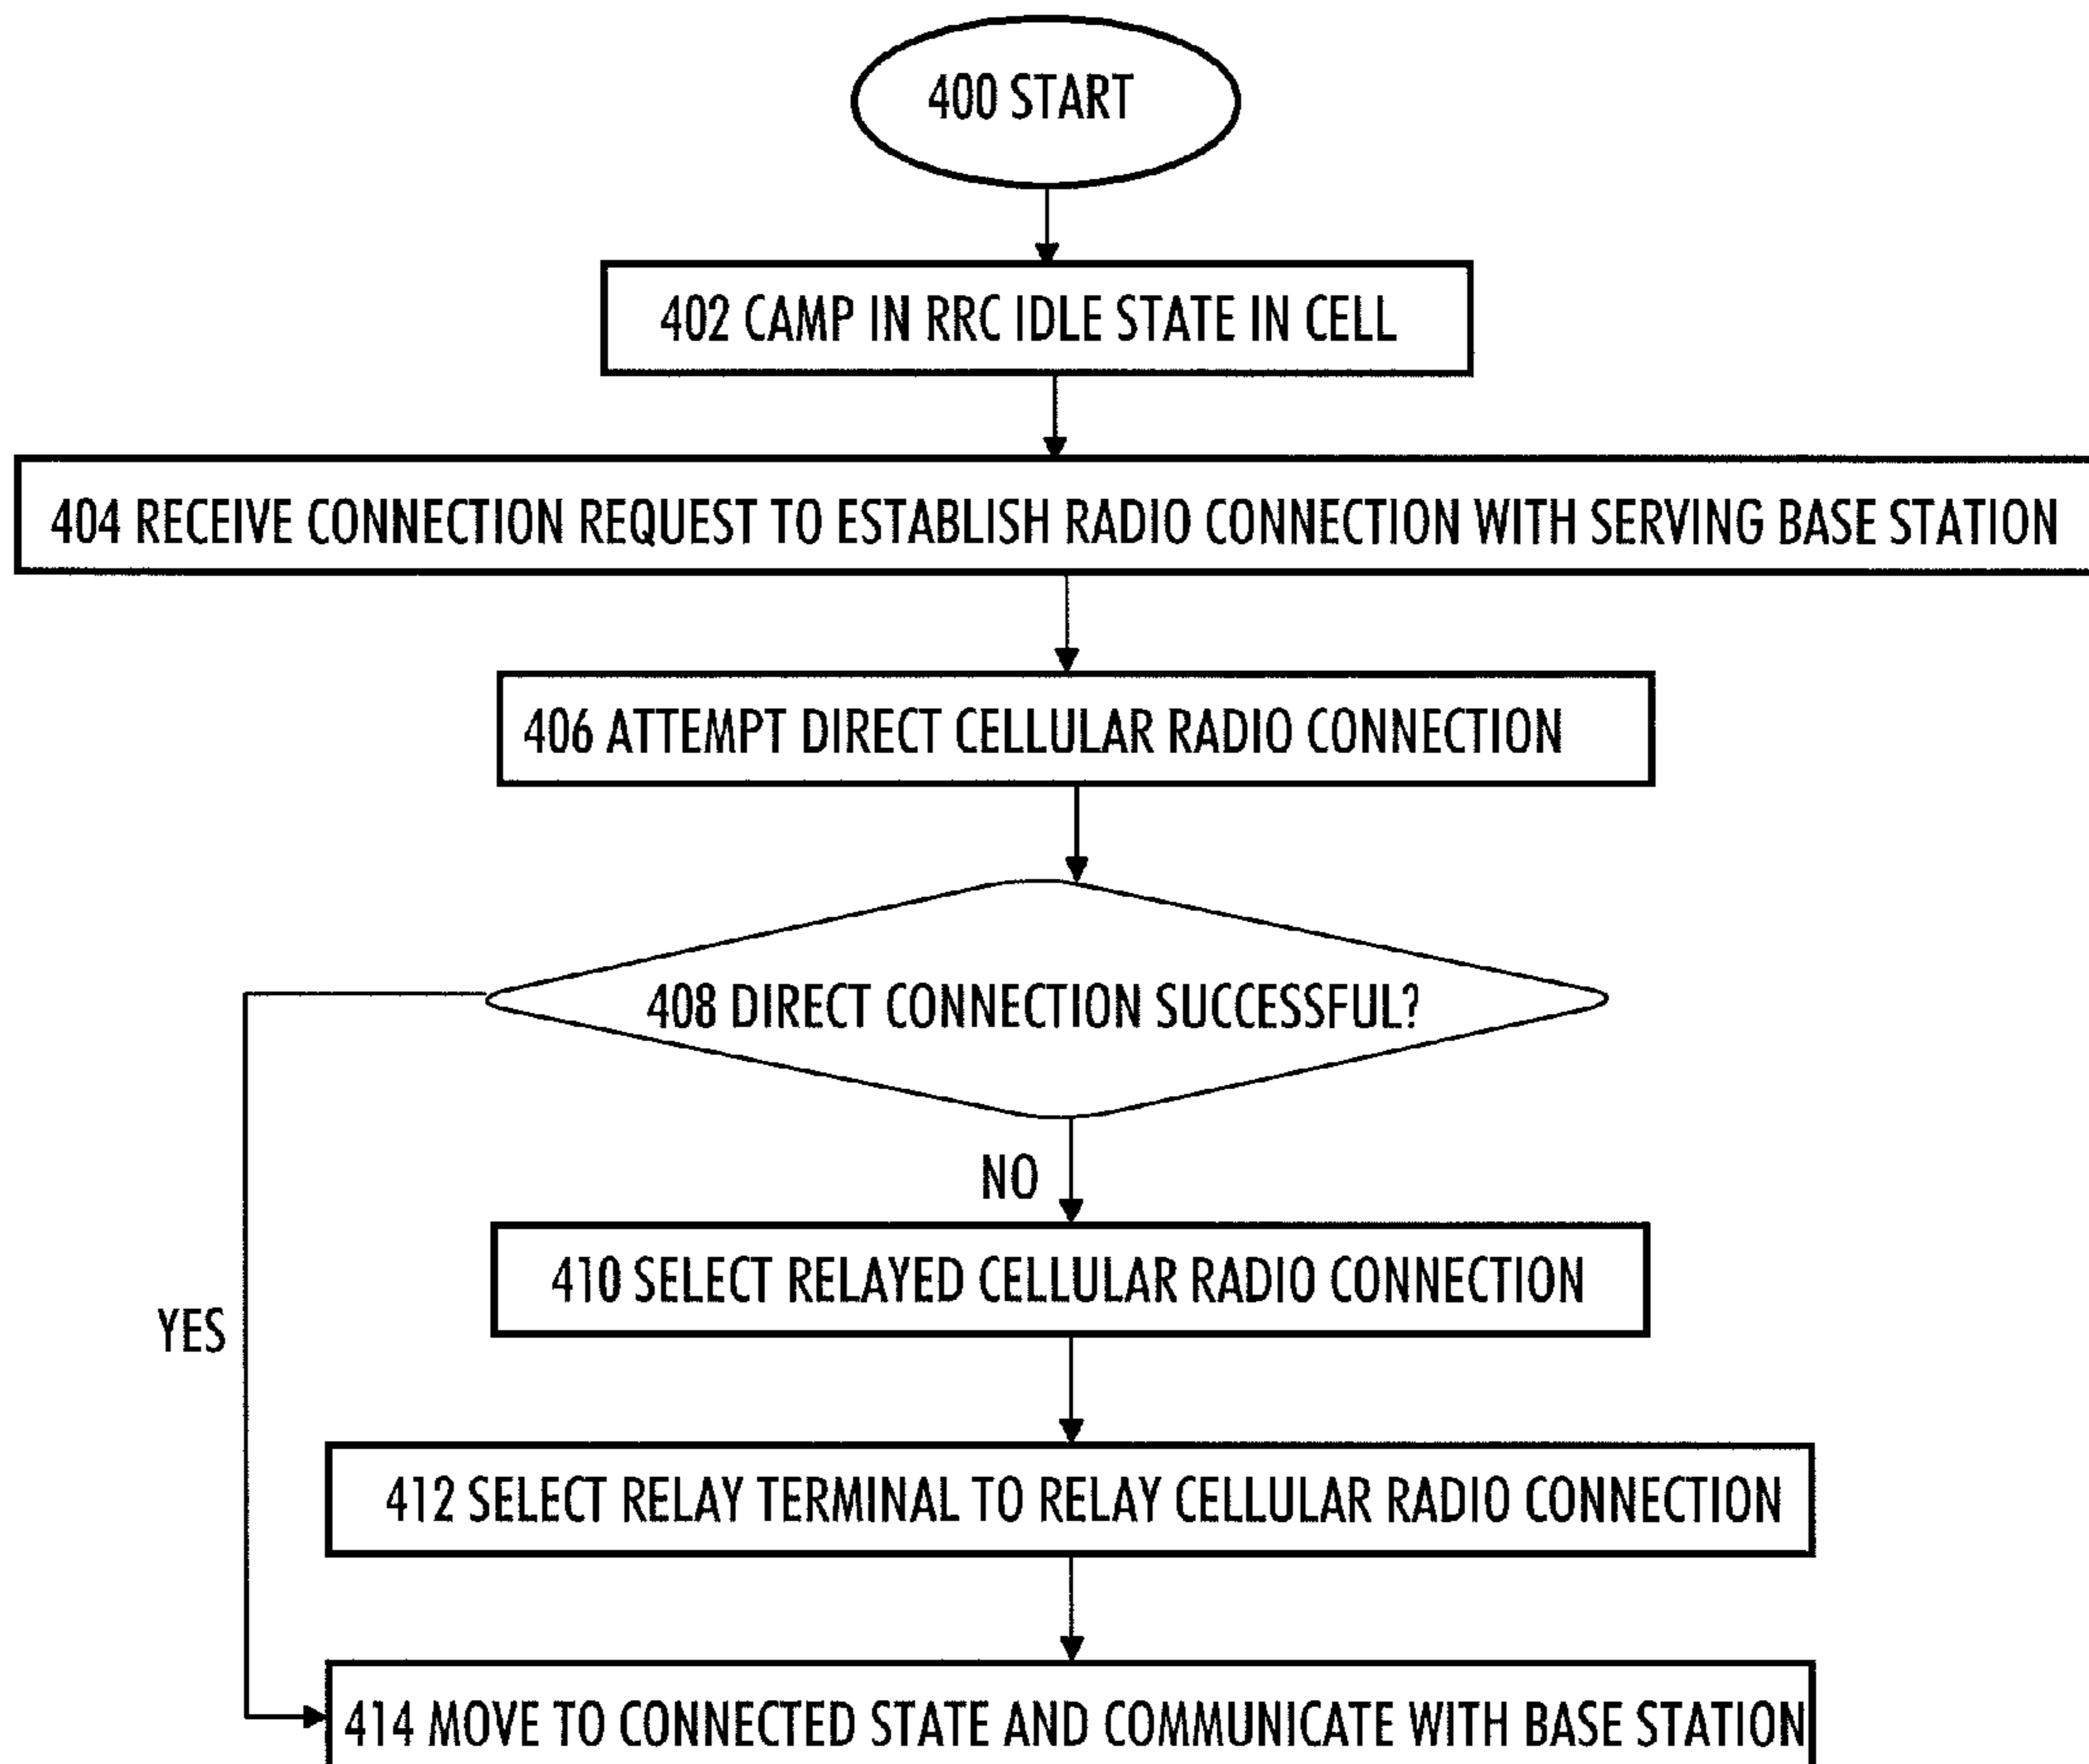 400 START
402 CAMP IN RRC IDLE STATE IN CELL
404 RECEIVE CONNECTION REQUEST TO ESTABLISH RADIO CONNECTION WITH SERVING BASE STATION
406 ATTEMPT DIRECT CELLULAR RADIO CONNECTION
408 DIRECT CONNECTION SUCCESSFUL?
NO
410 SELECT RELAYED CELLULAR RADIO CONNECTION
YES
412 SELECT RELAY TERMINAL TO RELAY CELLULAR RADIO CONNECTION
414 MOVE TO CONNECTED STATE AND COMMUNICATE WITH BASE STATION